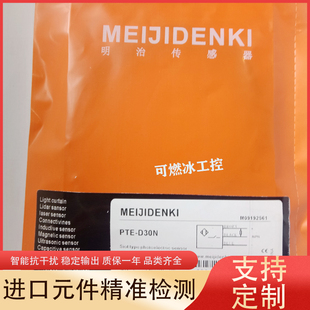 MEIJIDENKI
明治传感器
可燃冰工控
Light curtain
Lidar sensor
laser sensor
Connectivines
Inductive sensor
Magnetic sensor
Ultrasonic sensor
Capacitive sensor
MEIJIDENKI
PTE-D30N
智能抗干扰 稳定输出 质保一年 品类齐全
进口元件精准检测
支持
定制